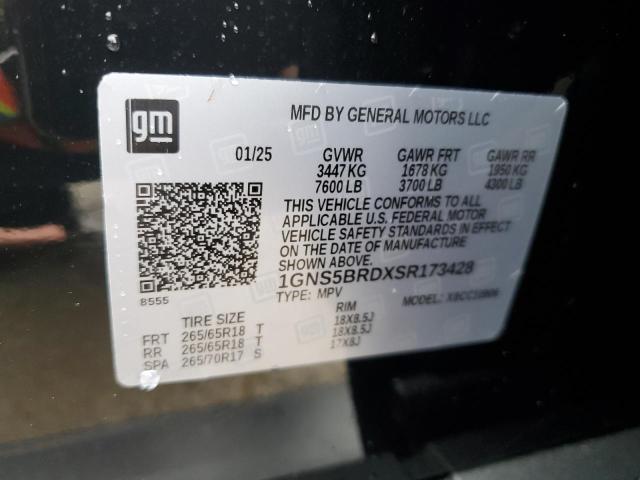 gm
MFD BY GENERAL MOTORS LLC
01/25 GVWR GAWR FRT GAWR RR
3447 KG 1678 KG 1950 KG
7600 LB 3700 LB 4300 LB
THIS VEHICLE CONFORMS TO ALL
APPLICABLE U.S. FEDERAL MOTOR
VEHICLE SAFETY STANDARDS IN EFFECT
ON THE DATE OF MANUFACTURE
SHOWN ABOVE.
1GNS5BRDXSR173428
8555 TYPE: MPV MODEL:
TIRE SIZE RIM
FRT 265/65R18 T 18X8.5J
RR 265/65R18 T 18X8.5J
SPA 265/70R17 S 17X8J